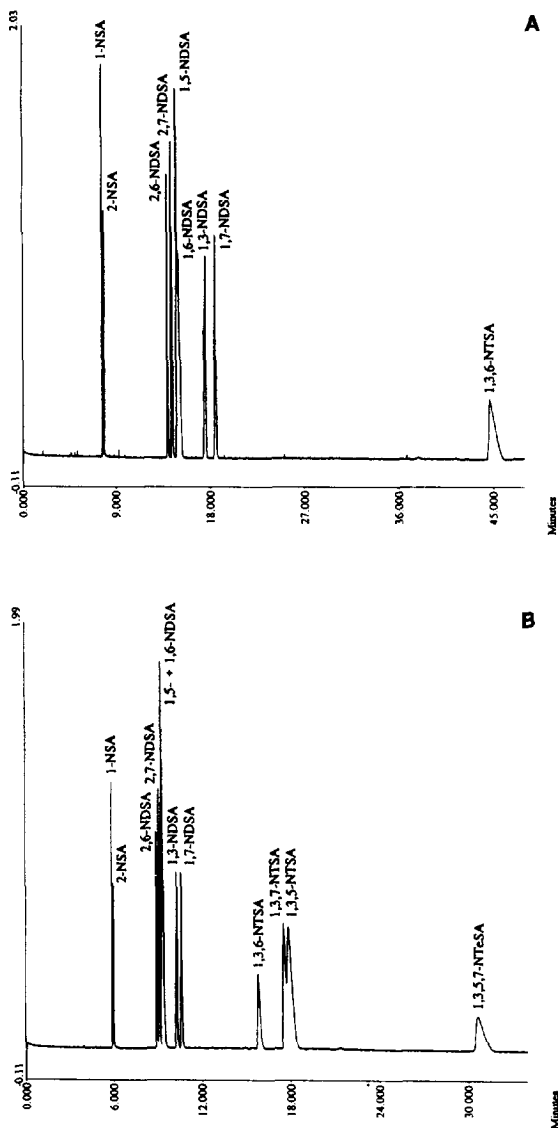 A
2.03
1-NSA
2-NSA
2,6-NDSA
2,7-NDSA
1,5-NDSA
1,6-NDSA
1,3-NDSA
1,7-NDSA
1,3,6-NTSA
-0.11
0.000
9.000
18.000
27.000
36.000
45.000
Minutes
B
1.99
1-NSA
2-NSA
2,6-NDSA
2,7-NDSA
1,5- + 1,6-NDSA
1,3-NDSA
1,7-NDSA
1,3,6-NTSA
1,3,7-NTSA
1,3,5-NTSA
1,3,5,7-NTeSA
-0.11
0.000
6.000
12.000
18.000
24.000
30.000
Minutes